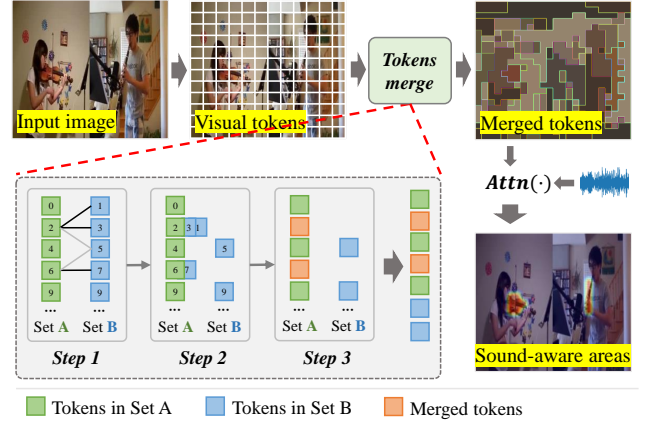 Input image
Visual tokens
Tokens
merge
Merged tokens
Attn(·)
Sound-aware areas
0 1
2 3
4 5
6 7
9 9
... ...
Set A Set B
Step 1
0
2 3 1
4 5
6 7
9 9
... ...
Set A Set B
Step 2
... ...
Set A Set B
Step 3
Tokens in Set A
Tokens in Set B
Merged tokens